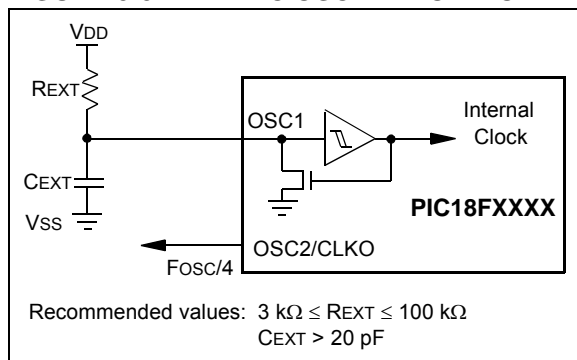 VDD
REXT
OSC1
Internal
Clock
CEXT
PIC18FXXXX
VSS
OSC2/CLKO
FOSC/4
Recommended values: 3 kΩ ≤ REXT ≤ 100 kΩ
CEXT > 20 pF